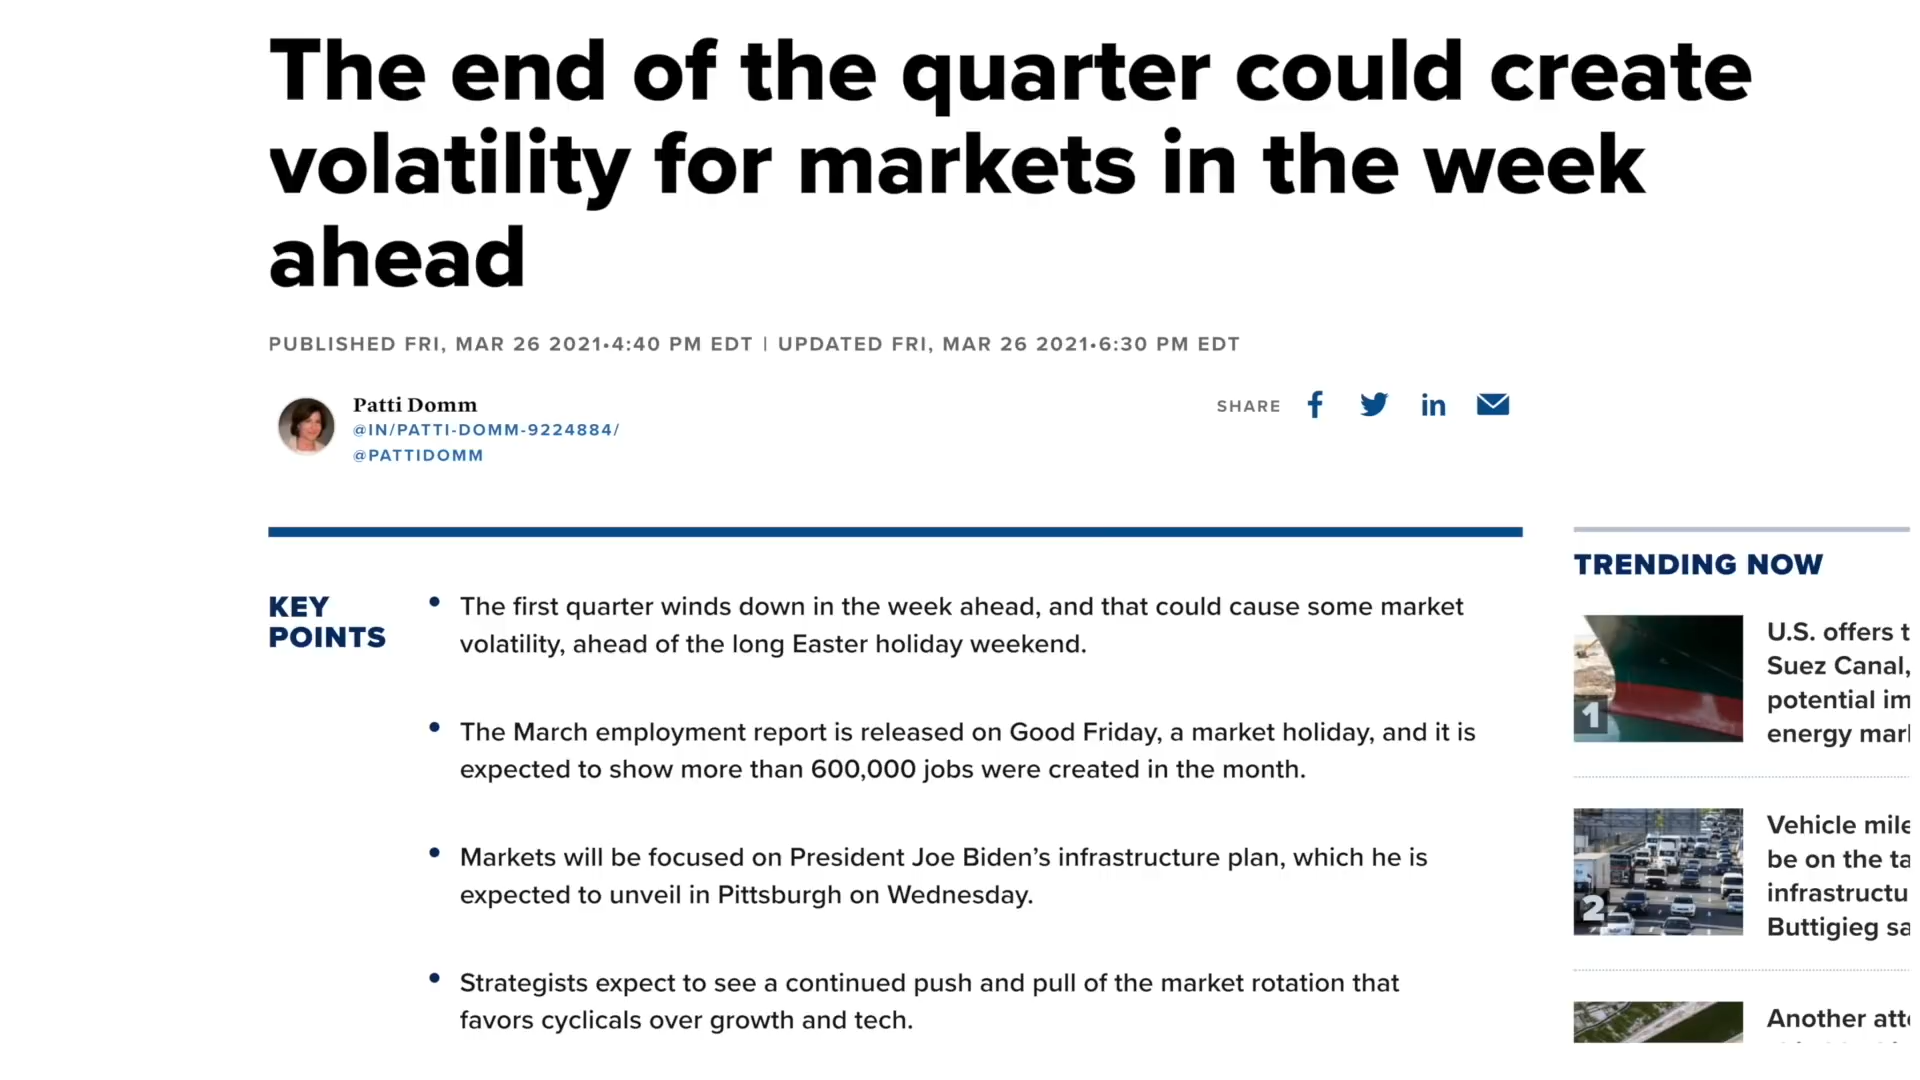 The end of the quarter could create
volatility for markets in the week
ahead
PUBLISHED FRI, MAR 26 2021•4:40 PM EDT | UPDATED FRI, MAR 26 2021•6:30 PM EDT
Patti Domm
@IN/PATTI-DOMM-9224884/
@PATTIDOMM
SHARE
KEY
POINTS
• The first quarter winds down in the week ahead, and that could cause some market
volatility, ahead of the long Easter holiday weekend.
• The March employment report is released on Good Friday, a market holiday, and it is
expected to show more than 600,000 jobs were created in the month.
• Markets will be focused on President Joe Biden’s infrastructure plan, which he is
expected to unveil in Pittsburgh on Wednesday.
• Strategists expect to see a continued push and pull of the market rotation that
favors cyclicals over growth and tech.
TRENDING NOW
1
U.S. offers t
Suez Canal,
potential im
energy mar
2
Vehicle mile
be on the ta
infrastructu
Buttigieg sa
Another att